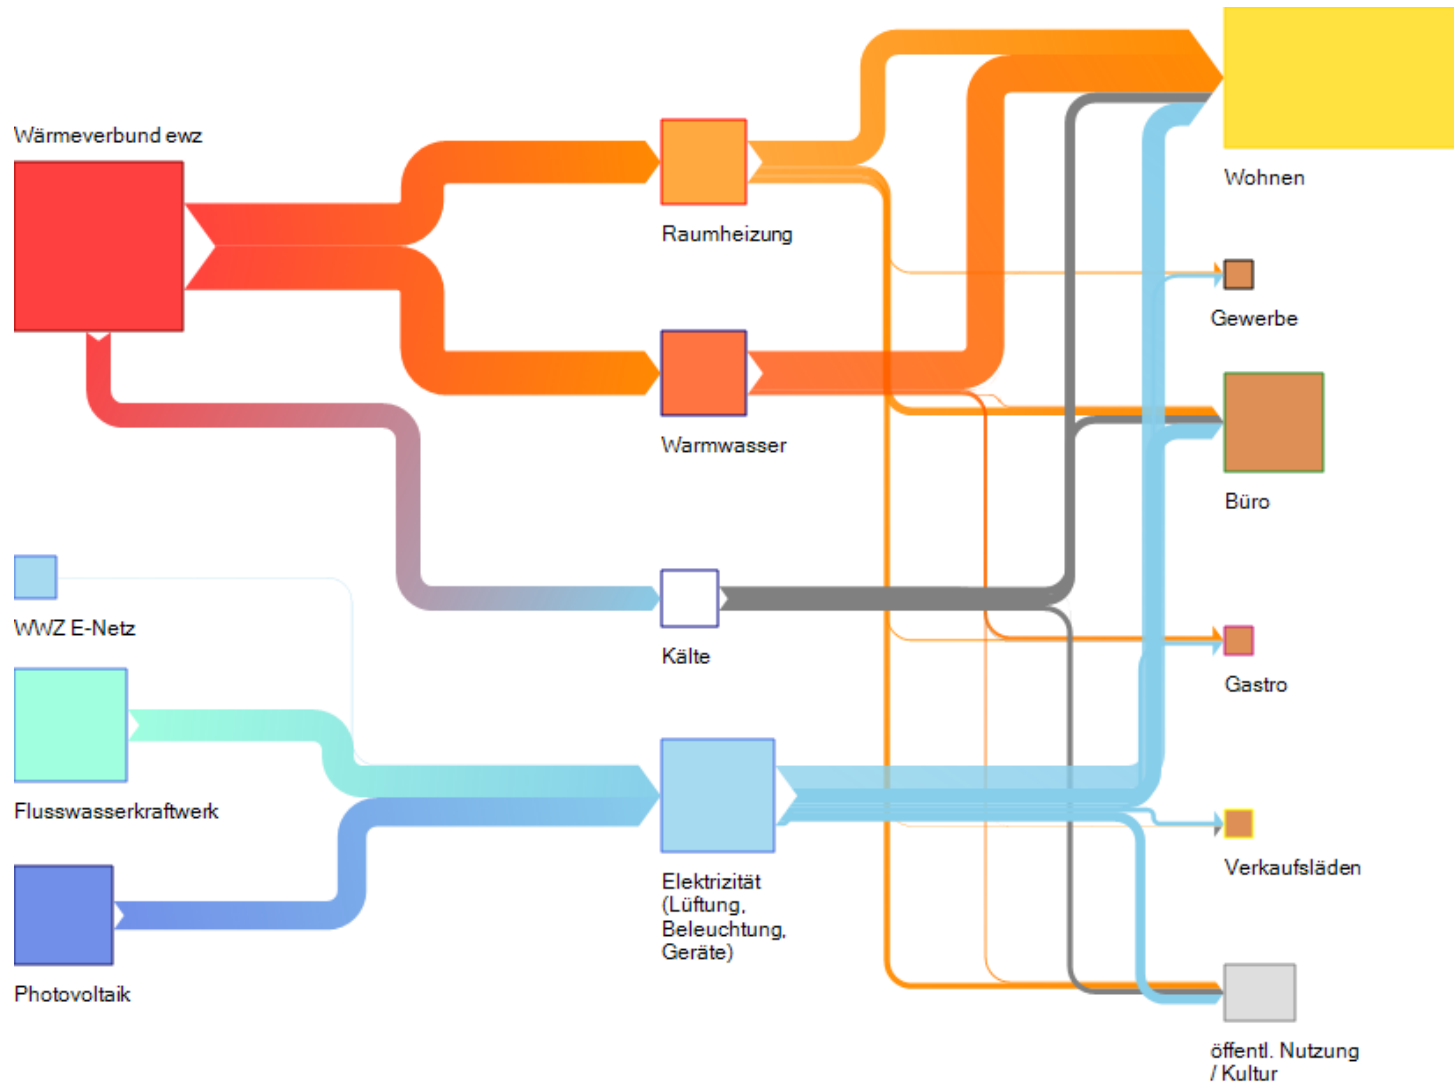 Wärmeverbund ewz
Raumheizung
Wohnen
Gewerbe
Warmwasser
Büro
WWZ E-Netz
Kälte
Gastro
Flusswasserkraftwerk
Elektrizität
(Lüftung,
Beleuchtung,
Geräte)
Verkaufsläden
Photovoltaik
öffentl. Nutzung
/ Kultur